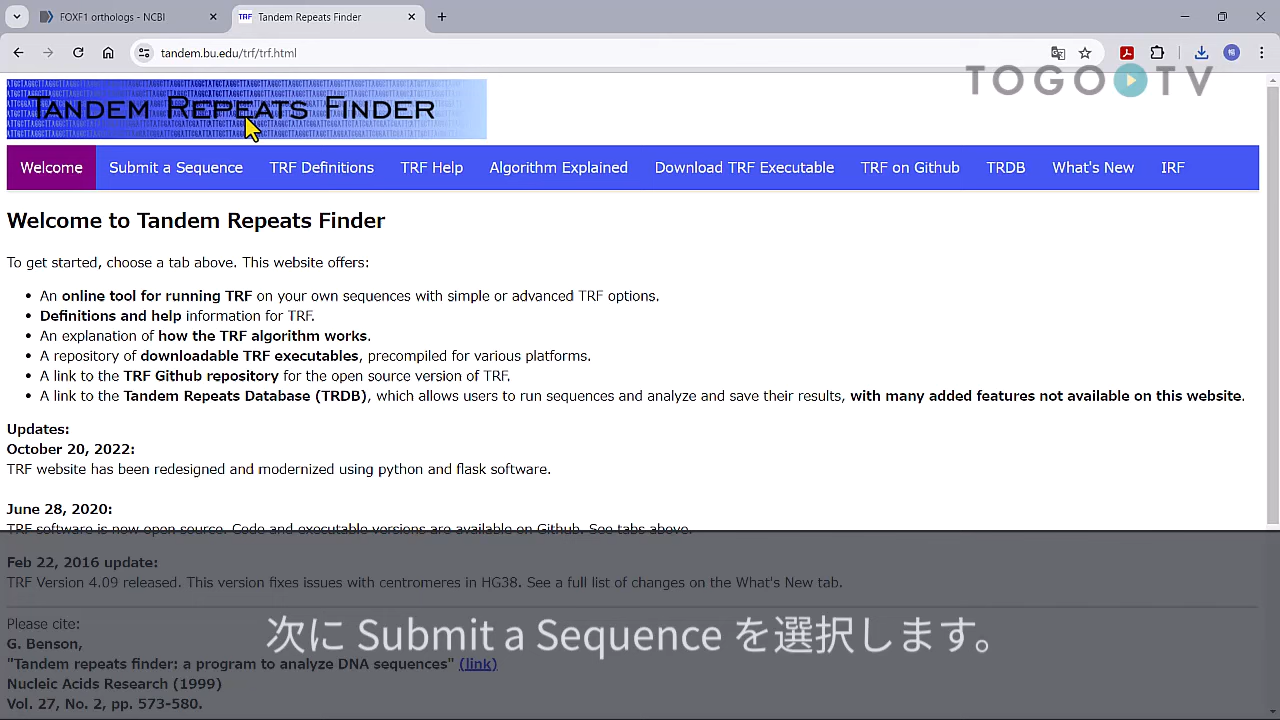 FOXF1 orthologs - NCBI
TRF Tandem Repeats Finder
tandem.bu.edu/trf/trf.html
TOGO TV
TANDEM REPEATS FINDER
Welcome Submit a Sequence TRF Definitions TRF Help Algorithm Explained Download TRF Executable TRF on Github TRDB What's New IRF
Welcome to Tandem Repeats Finder
To get started, choose a tab above. This website offers:
• An online tool for running TRF on your own sequences with simple or advanced TRF options.
• Definitions and help information for TRF.
• An explanation of how the TRF algorithm works.
• A repository of downloadable TRF executables, precompiled for various platforms.
• A link to the TRF Github repository for the open source version of TRF.
• A link to the Tandem Repeats Database (TRDB), which allows users to run sequences and analyze and save their results, with many added features not available on this website.
Updates:
October 20, 2022:
TRF website has been redesigned and modernized using python and flask software.
June 28, 2020:
TRF software is now open source. Code and executable versions are available on Github. See tabs above.
Feb 22, 2016 update:
TRF Version 4.09 released. This version fixes issues with centromeres in HG38. See a full list of changes on the What's New tab.
Please cite:
G. Benson,
"Tandem repeats finder: a program to analyze DNA sequences" (link)
Nucleic Acids Research (1999)
Vol. 27, No. 2, pp. 573-580.
次に Submit a Sequence を選択します。